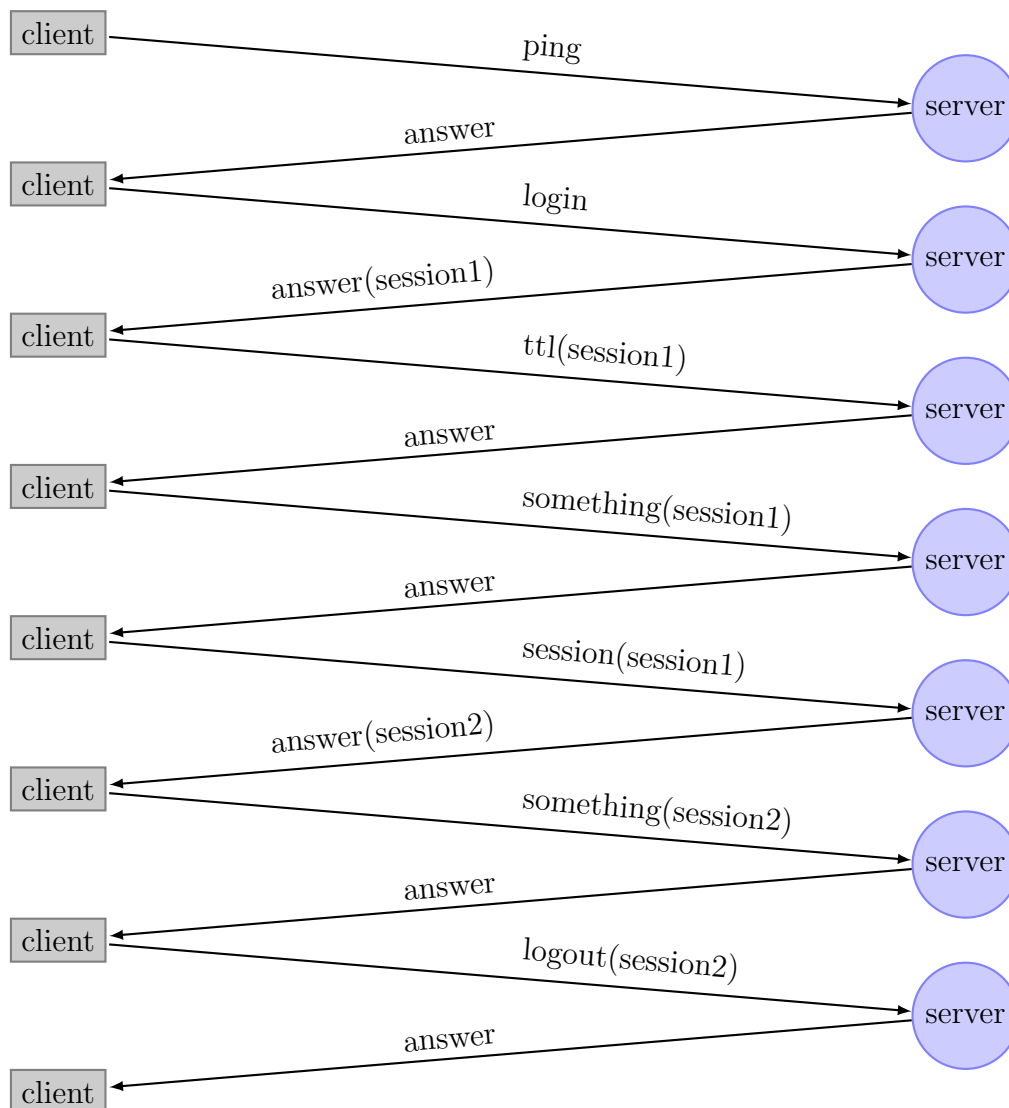 client
ping
server
answer
client
login
server
answer(session1)
client
ttl(session1)
server
answer
client
something(session1)
server
answer
client
session(session1)
server
answer(session2)
client
something(session2)
server
answer
client
logout(session2)
server
answer
client